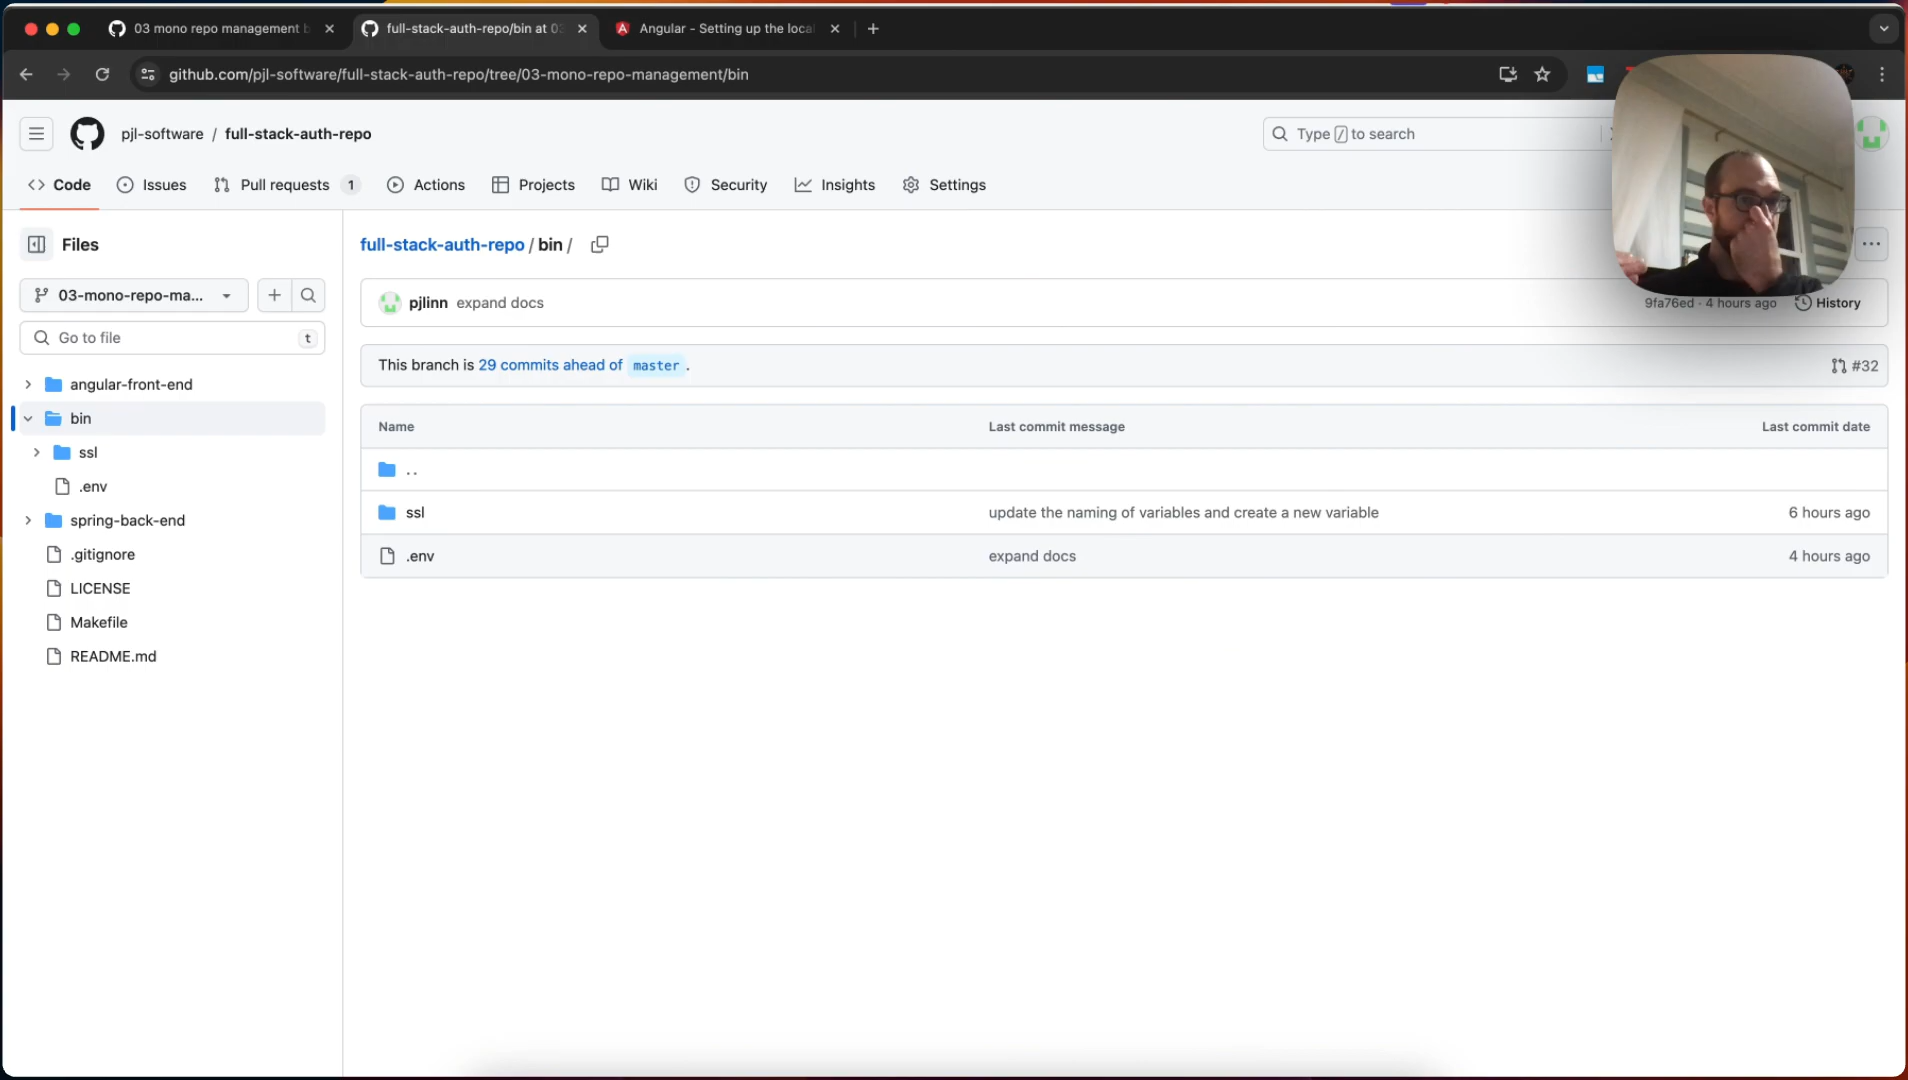 03 mono repo management b
full-stack-auth-repo/bin at 03
Angular - Setting up the loca
github.com/pjl-software/full-stack-auth-repo/tree/03-mono-repo-management/bin
pjl-software / full-stack-auth-repo
Type / to search
Code
Issues
Pull requests 1
Actions
Projects
Wiki
Security
Insights
Settings
Files
full-stack-auth-repo / bin /
03-mono-repo-ma...
Go to file
t
pjlinn expand docs
9fa76ed · 4 hours ago
History
This branch is 29 commits ahead of master .
#32
angular-front-end
bin
ssl
.env
spring-back-end
.gitignore
LICENSE
Makefile
README.md
Name Last commit message Last commit date
..
ssl update the naming of variables and create a new variable 6 hours ago
.env expand docs 4 hours ago